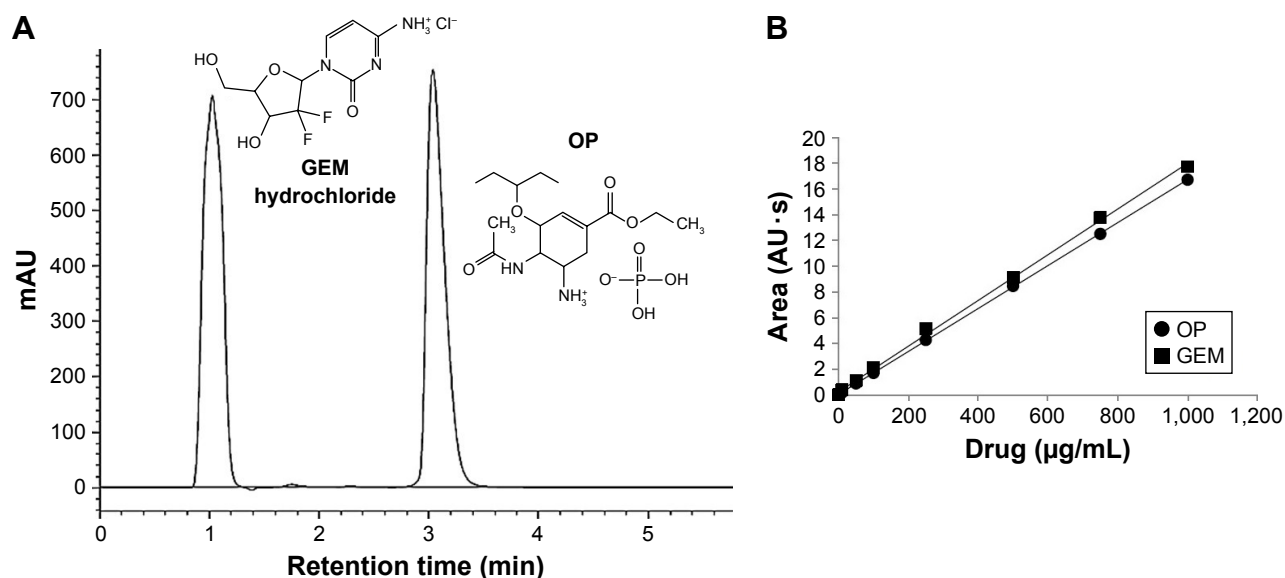 A
NH3+ Cl−
HO
O
N
N
F
O
HO
F
GEM
hydrochloride
OP
O
O
O
CH3
CH3
O
NH
NH3+
O
O− P OH
OH
700
600
500
400
300
200
100
0
mAU
0 1 2 3 4 5
Retention time (min)
B
20
18
16
14
12
10
8
6
4
2
0
Area (AU·s)
OP
GEM
0 200 400 600 800 1,000 1,200
Drug (µg/mL)